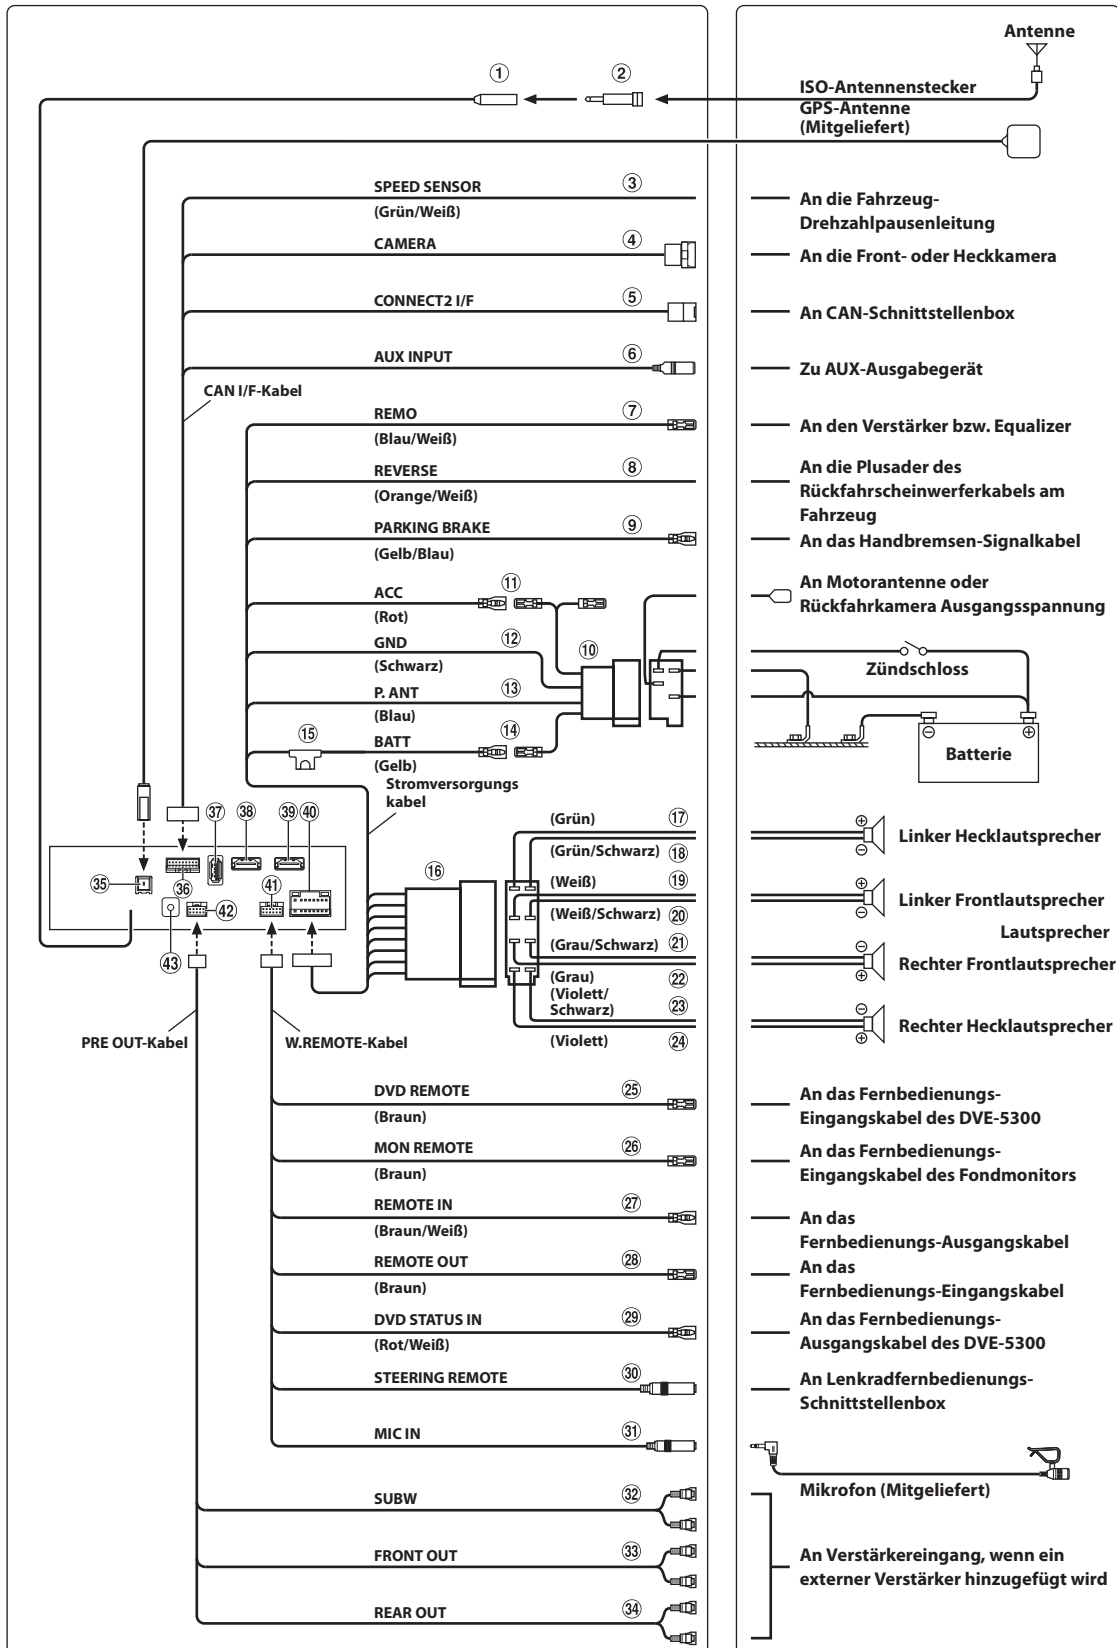 Antenne
① ②
ISO-Antennenstecker
GPS-Antenne
(Mitgeliefert)
SPEED SENSOR ③
(Grün/Weiß)
An die Fahrzeug-
Drehzahlpausenleitung
CAMERA ④
An die Front- oder Heckkamera
CONNECT2 I/F ⑤
An CAN-Schnittstellenbox
AUX INPUT ⑥
Zu AUX-Ausgabegerät
CAN I/F-Kabel
REMO ⑦
(Blau/Weiß)
An den Verstärker bzw. Equalizer
REVERSE ⑧
(Orange/Weiß)
An die Plusader des
Rückfahrscheinwerferkabels am
Fahrzeug
PARKING BRAKE ⑨
(Gelb/Blau)
An das Handbremsen-Signalkabel
ACC ⑪
(Rot)
An Motorantenne oder
Rückfahrkamera Ausgangsspannung
GND ⑫ ⑩
(Schwarz)
Zündschloss
P. ANT ⑬
(Blau)
⑮ BATT ⑭
(Gelb)
⊖ ⊕
Batterie
Stromversorgungs
kabel
㊲ ㊳ ㊴ ㊵
㉟ ㊱ ㊶ ㊷
㊸
⑯
(Grün) ⑰
(Grün/Schwarz) ⑱
⊕
⊖
Linker Hecklautsprecher
(Weiß) ⑲
(Weiß/Schwarz) ⑳
⊕
⊖
Linker Frontlautsprecher
Lautsprecher
(Grau/Schwarz) ㉑
(Grau) ㉒
⊖
⊕
Rechter Frontlautsprecher
(Violett/
Schwarz) ㉓
(Violett) ㉔
⊖
⊕
Rechter Hecklautsprecher
PRE OUT-Kabel
W.REMOTE-Kabel
DVD REMOTE ㉕
(Braun)
An das Fernbedienungs-
Eingangskabel des DVE-5300
MON REMOTE ㉖
(Braun)
An das Fernbedienungs-
Eingangskabel des Fondmonitors
REMOTE IN ㉗
(Braun/Weiß)
An das
Fernbedienungs-Ausgangskabel
REMOTE OUT ㉘
(Braun)
An das
Fernbedienungs-Eingangskabel
DVD STATUS IN ㉙
(Rot/Weiß)
An das Fernbedienungs-
Ausgangskabel des DVE-5300
STEERING REMOTE ㉚
An Lenkradfernbedienungs-
Schnittstellenbox
MIC IN ㉛
Mikrofon (Mitgeliefert)
SUBW ㉜
FRONT OUT ㉝
An Verstärkereingang, wenn ein
externer Verstärker hinzugefügt wird
REAR OUT ㉞